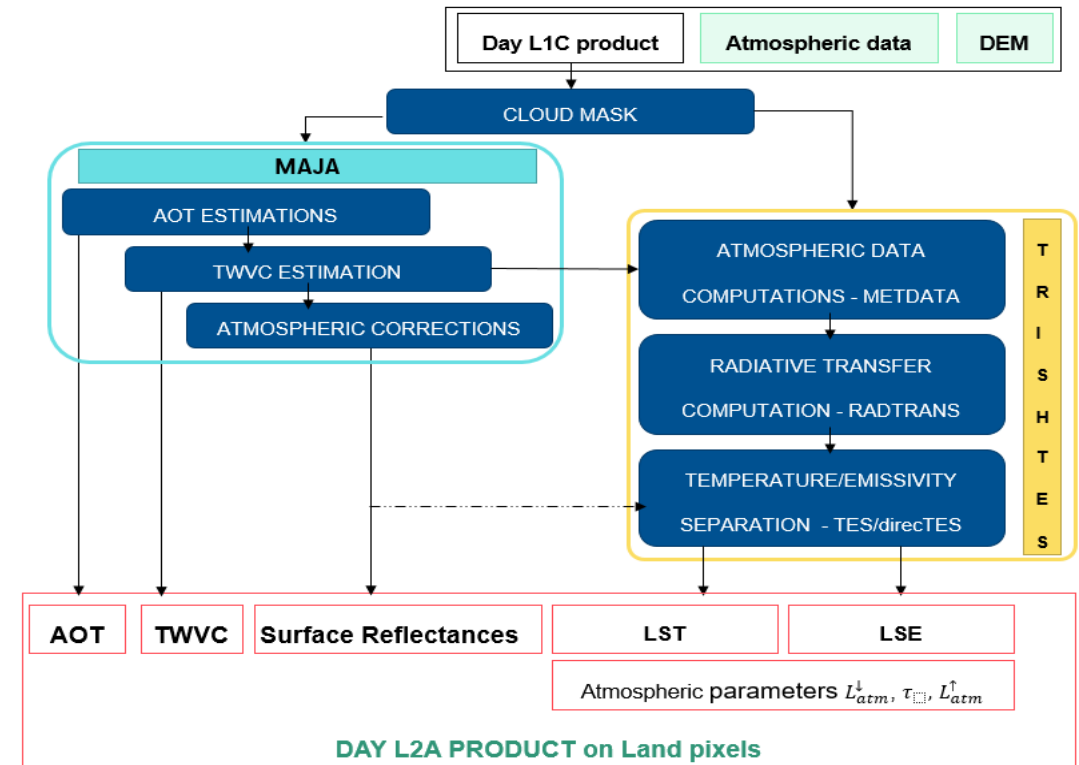 Day L1C product
Atmospheric data
DEM
CLOUD MASK
MAJA
AOT ESTIMATIONS
TWVC ESTIMATION
ATMOSPHERIC CORRECTIONS
ATMOSPHERIC DATA
COMPUTATIONS - METDATA
RADIATIVE TRANSFER
COMPUTATION - RADTRANS
TEMPERATURE/EMISSIVITY
SEPARATION - TES/direcTES
T
R
I
S
H
T
E
S
AOT
TWVC
Surface Reflectances
LST
LSE
Atmospheric parameters L↓atm, τ⬚, L↑atm
DAY L2A PRODUCT on Land pixels